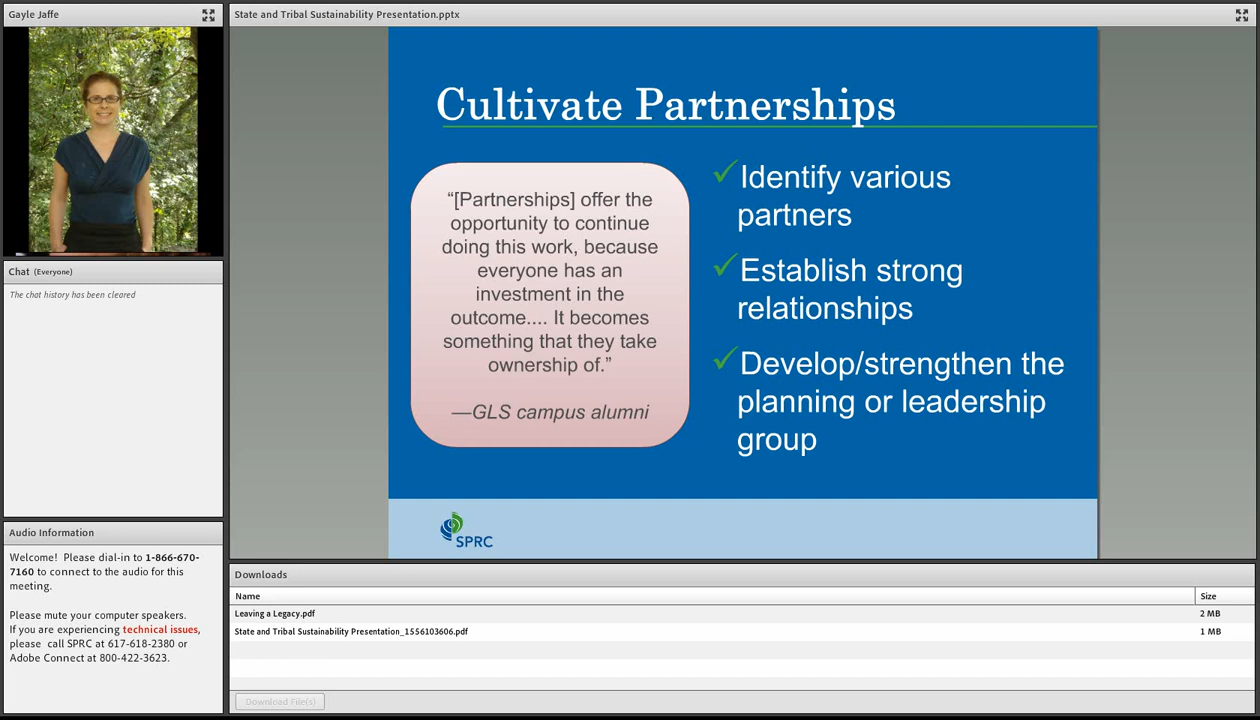 Gayle Jaffe
State and Tribal Sustainability Presentation.pptx
Cultivate Partnerships
“[Partnerships] offer the
opportunity to continue
doing this work, because
everyone has an
investment in the
outcome.... It becomes
something that they take
ownership of.”
—GLS campus alumni
✓Identify various
partners
✓Establish strong
relationships
✓Develop/strengthen the
planning or leadership
group
SPRC
Chat (Everyone)
The chat history has been cleared
Audio Information
Welcome!  Please dial-in to 1-866-670-
7160 to connect to the audio for this
meeting.
Please mute your computer speakers.
If you are experiencing technical issues,
please  call SPRC at 617-618-2380 or
Adobe Connect at 800-422-3623.
Downloads
Name Size
Leaving a Legacy.pdf 2 MB
State and Tribal Sustainability Presentation_1556103606.pdf 1 MB
Download File(s)